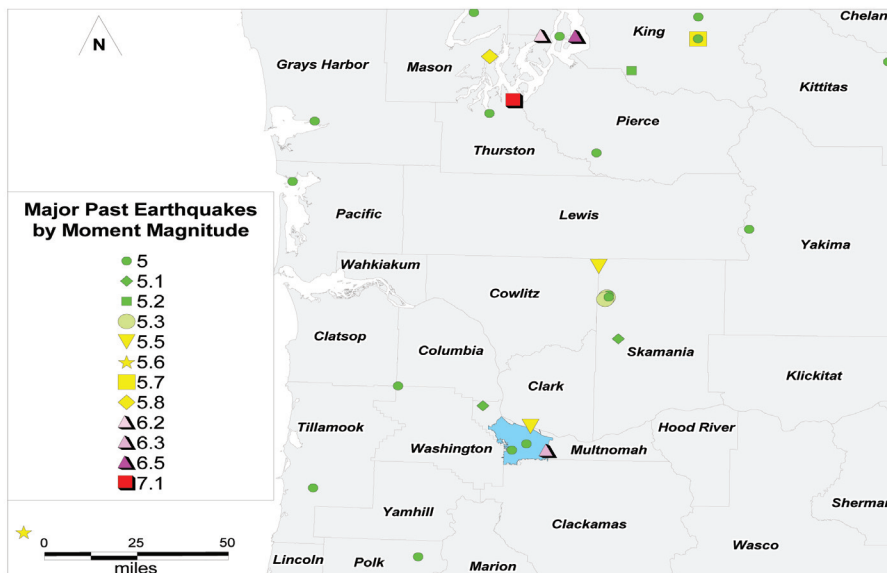 N
King
Chelan
Grays Harbor
Mason
Kittitas
Pierce
Thurston
Pacific
Lewis
Yakima
Wahkiakum
Cowlitz
Clatsop
Columbia
Skamania
Clark
Klickitat
Tillamook
Washington
Multnomah
Hood River
Yamhill
Clackamas
Sherman
Wasco
Lincoln
Polk
Marion
Major Past Earthquakes
by Moment Magnitude
5
5.1
5.2
5.3
5.5
5.6
5.7
5.8
6.2
6.3
6.5
7.1
0 25 50
miles